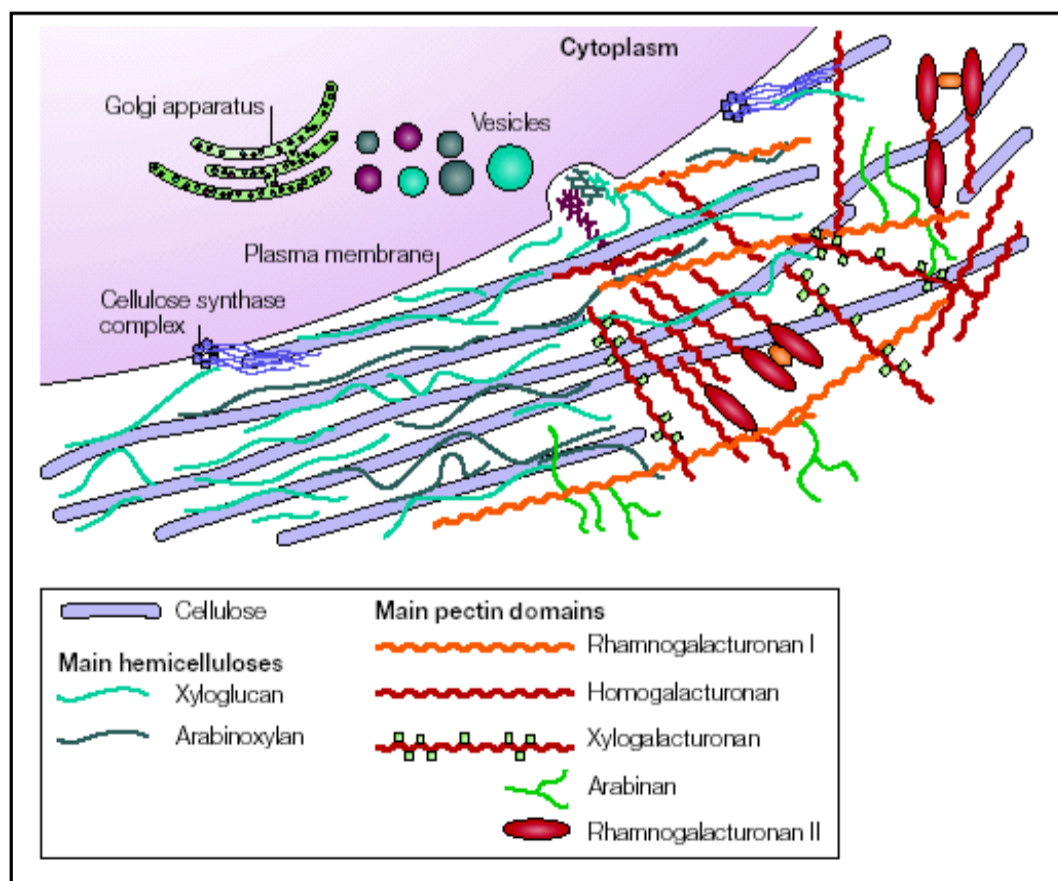 Cytoplasm
Golgi apparatus
Vesicles
Plasma membrane
Cellulose synthase
complex
Cellulose
Main hemicelluloses
Xyloglucan
Arabinoxylan
Main pectin domains
Rhamnogalacturonan I
Homogalacturonan
Xylogalacturonan
Arabinan
Rhamnogalacturonan II